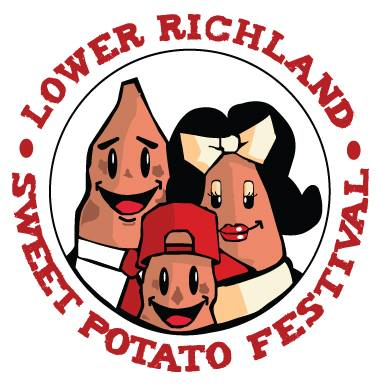 LOWER RICHLAND
SWEET POTATO FESTIVAL